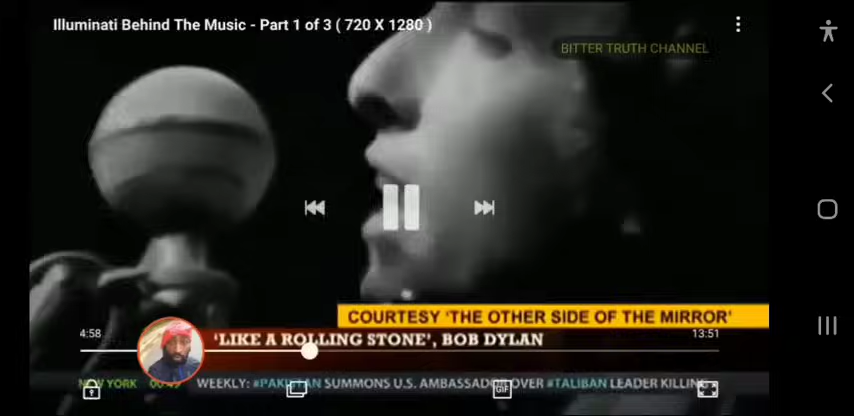 Illuminati Behind The Music - Part 1 of 3 ( 720 X 1280 )
BITTER TRUTH CHANNEL
COURTESY 'THE OTHER SIDE OF THE MIRROR'
4:58
13:51
'LIKE A ROLLING STONE', BOB DYLAN
NEW YORK WEEKLY: #PAKISTAN SUMMONS U.S. AMBASSADOR OVER #TALIBAN LEADER KILLING
GIF